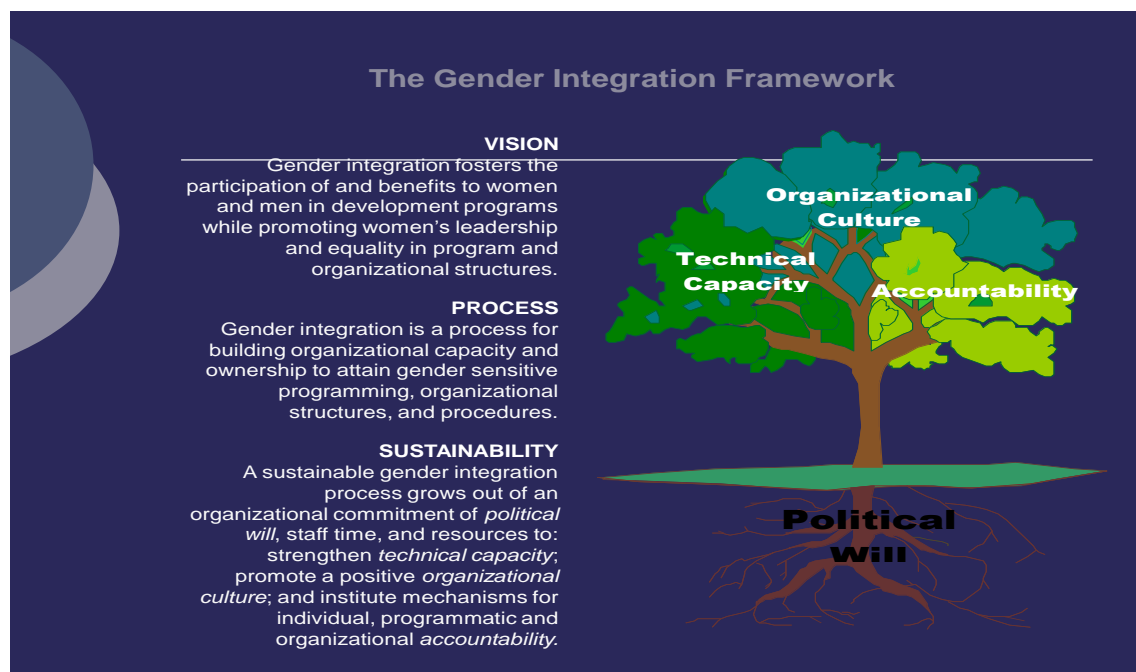 The Gender Integration Framework
VISION
Gender integration fosters the
participation of and benefits to women
and men in development programs
while promoting women's leadership
and equality in program and
organizational structures.
PROCESS
Gender integration is a process for
building organizational capacity and
ownership to attain gender sensitive
programming, organizational
structures, and procedures.
SUSTAINABILITY
A sustainable gender integration
process grows out of an
organizational commitment of political
will, staff time, and resources to:
strengthen technical capacity;
promote a positive organizational
culture; and institute mechanisms for
individual, programmatic and
organizational accountability.
Organizational
Culture
Technical
Capacity
Accountability
Political
Will